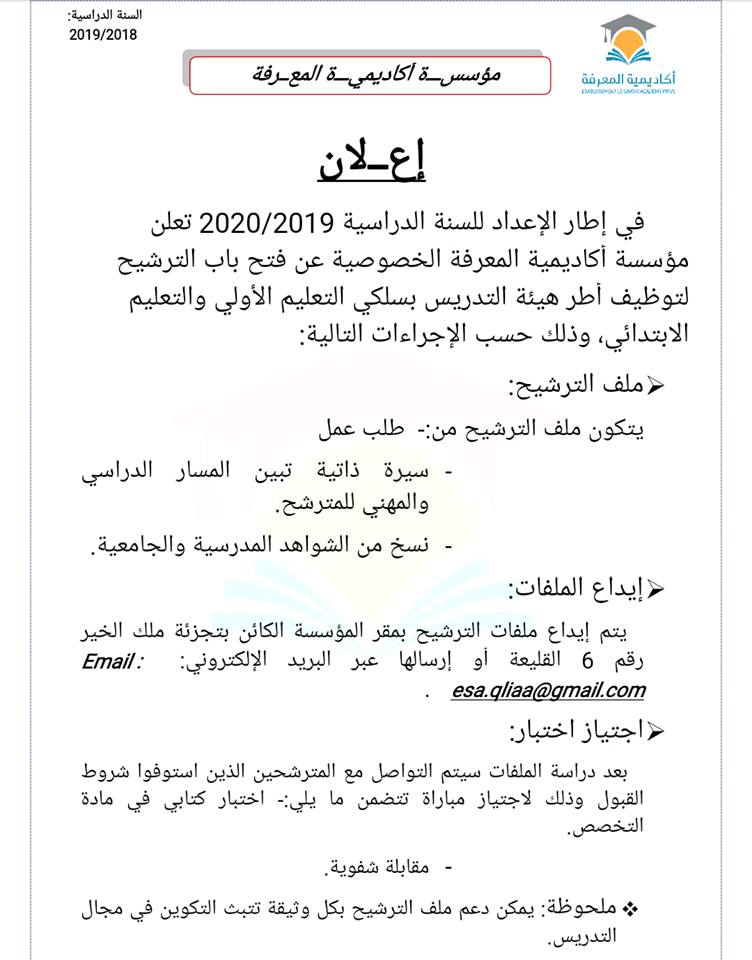 السنة الدراسية:
2019/2018
أكاديمية المعرفة
ETABLISSEMENT LE SAVOIR ACADEMY PRIVE
مؤسســة أكاديميــة المعـرفة
إعــلان
في إطار الإعداد للسنة الدراسية 2020/2019 تعلن
مؤسسة أكاديمية المعرفة الخصوصية عن فتح باب الترشيح
لتوظيف أطر هيئة التدريس بسلكي التعليم الأولي والتعليم
الابتدائي، وذلك حسب الإجراءات التالية:
ملف الترشيح:
يتكون ملف الترشيح من:- طلب عمل
- سيرة ذاتية تبين المسار الدراسي
والمهني للمترشح.
- نسخ من الشواهد المدرسية والجامعية.
إيداع الملفات:
يتم إيداع ملفات الترشيح بمقر المؤسسة الكائن بتجزئة ملك الخير
رقم 6 القليعة أو إرسالها عبر البريد الإلكتروني: Email :
esa.qliaa@gmail.com .
اجتياز اختبار:
بعد دراسة الملفات سيتم التواصل مع المترشحين الذين استوفوا شروط
القبول وذلك لاجتياز مباراة تتضمن ما يلي:- اختبار كتابي في مادة
التخصص.
- مقابلة شفوية.
ملحوظة: يمكن دعم ملف الترشيح بكل وثيقة تتبث التكوين في مجال
التدريس.